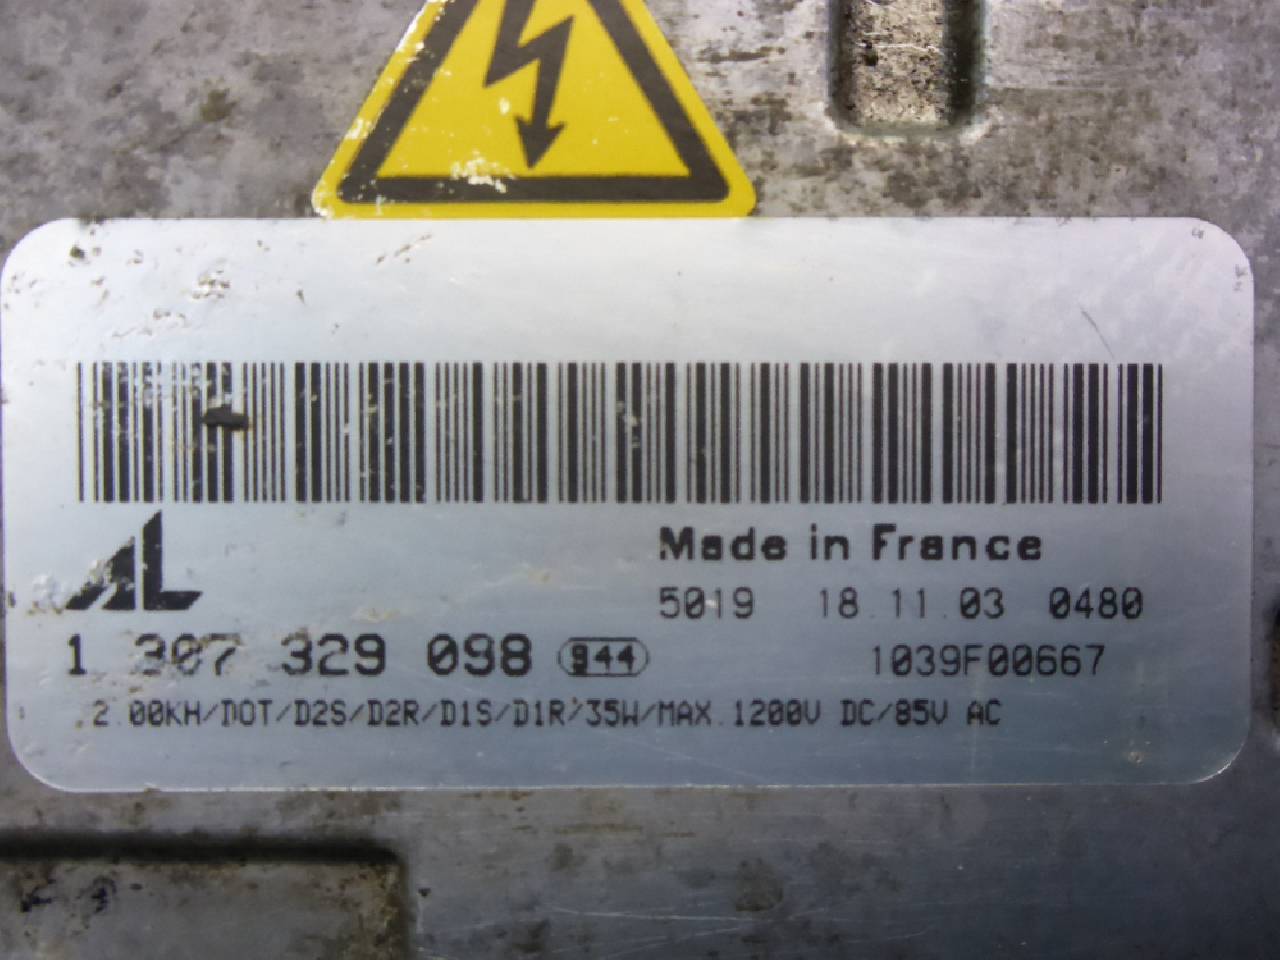 AL
Made in France
5019 18.11.03 0480
1 307 329 098 944
1039F00667
2.00KH/DOT/D2S/D2R/D1S/D1R/35W/MAX.1200V DC/85V AC